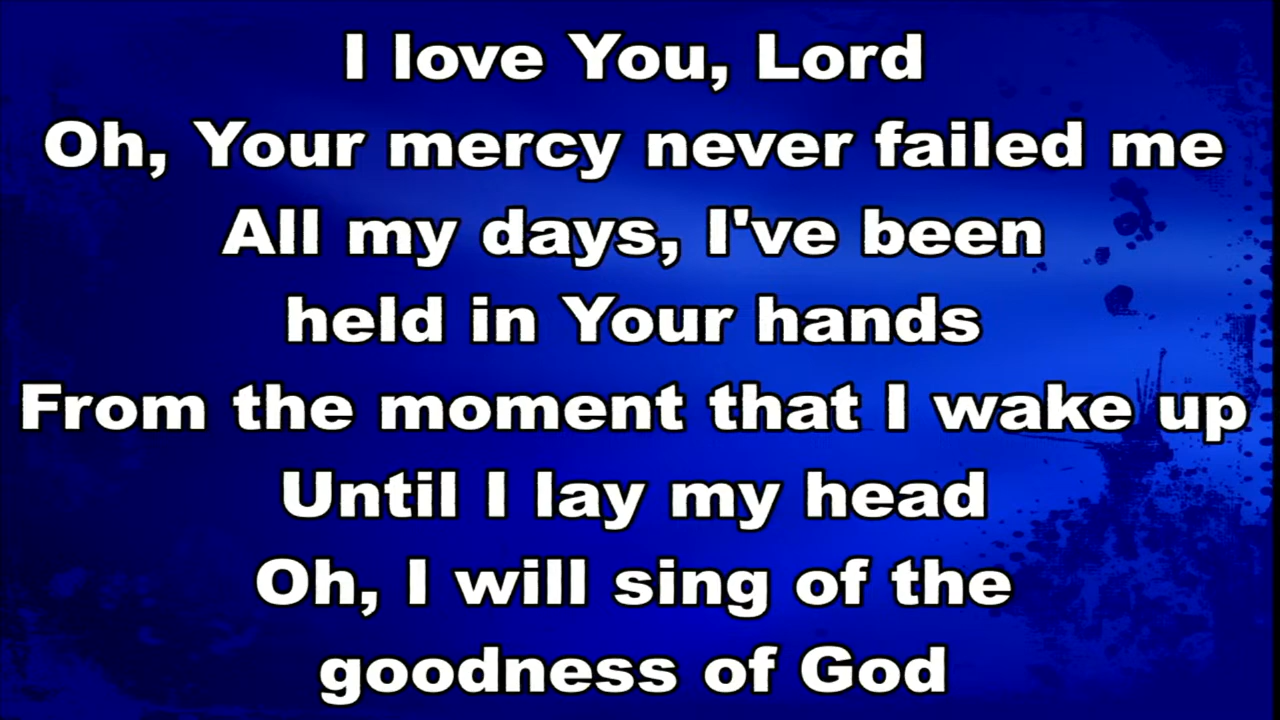 I love You, Lord
Oh, Your mercy never failed me
All my days, I've been
held in Your hands
From the moment that I wake up
Until I lay my head
Oh, I will sing of the
goodness of God